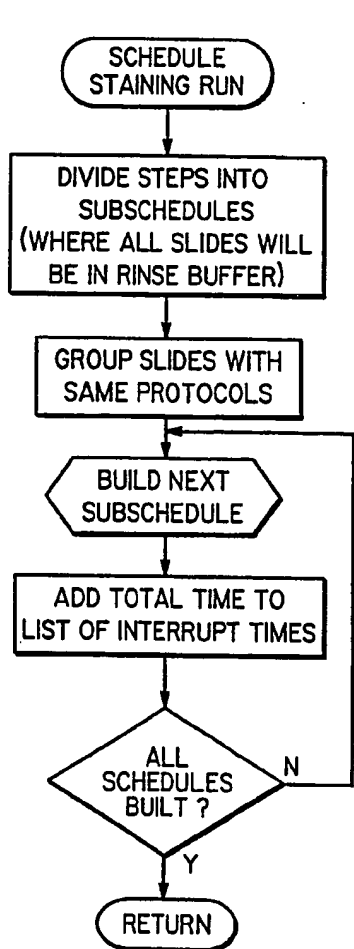 SCHEDULE
STAINING RUN
DIVIDE STEPS INTO
SUBSCHEDULES
(WHERE ALL SLIDES WILL
BE IN RINSE BUFFER)
GROUP SLIDES WITH
SAME PROTOCOLS
BUILD NEXT
SUBSCHEDULE
ADD TOTAL TIME TO
LIST OF INTERRUPT TIMES
ALL
SCHEDULES
BUILT ?
N
Y
RETURN